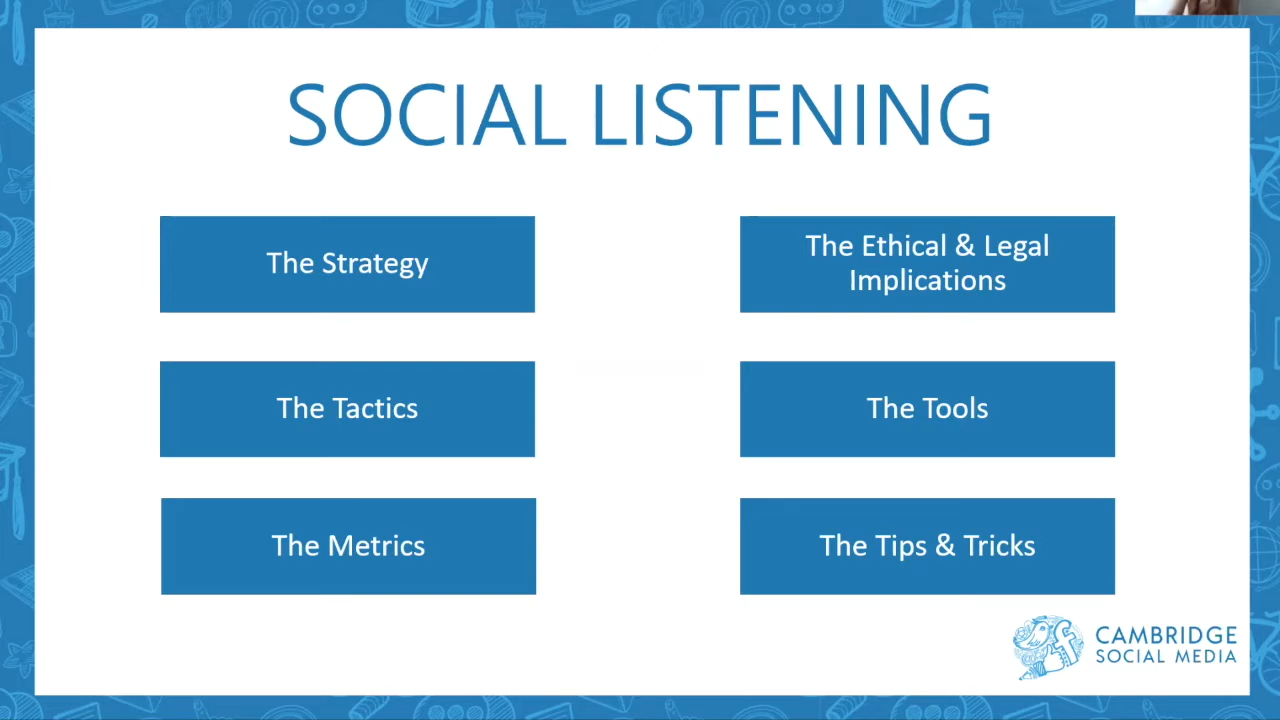 SOCIAL LISTENING
The Strategy
The Ethical & Legal
Implications
The Tactics
The Tools
The Metrics
The Tips & Tricks
CAMBRIDGE
SOCIAL MEDIA